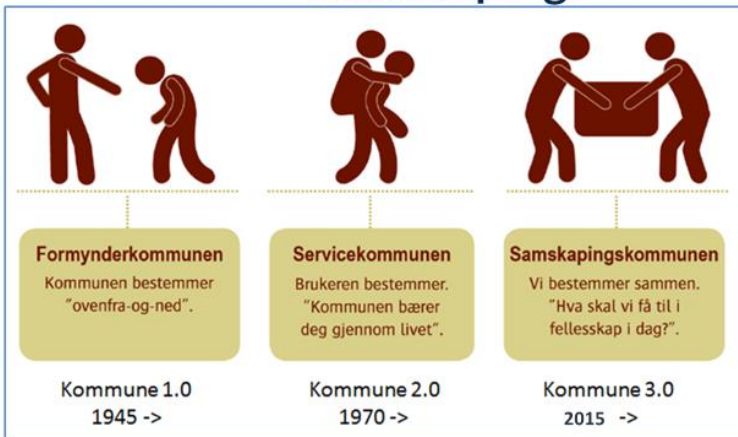 Formynderkommunen
Kommunen bestemmer
"ovenfra-og-ned".
Servicekommunen
Brukeren bestemmer.
"Kommunen bærer
deg gjennom livet".
Samskapingskommunen
Vi bestemmer sammen.
"Hva skal vi få til i
fellesskap i dag?".
Kommune 1.0
1945 ->
Kommune 2.0
1970 ->
Kommune 3.0
2015 ->